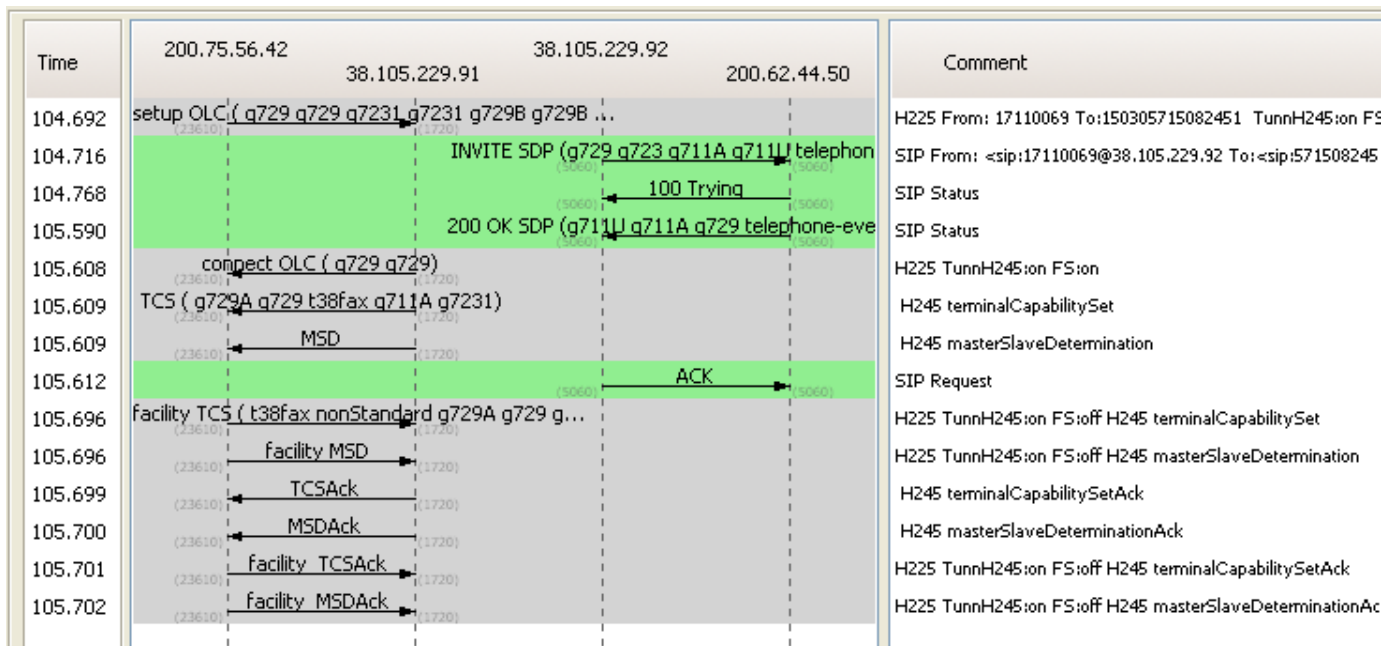 Time 200.75.56.42 38.105.229.92 Comment
38.105.229.91 200.62.44.50
104.692 setup OLC ( g729 g729 g7231 g7231 g729B g729B ... H225 From: 17110069 To:150305715082451 TunnH245:on FS
(23610) (1720)
104.716 INVITE SDP (g729 g723 g711A g711U telephon SIP From: <sip:17110069@38.105.229.92 To:<sip:571508245
(5060) (5060)
104.768 100 Trying SIP Status
(5060) (5060)
105.590 200 OK SDP (g711U g711A g729 telephone-eve SIP Status
(5060) (5060)
105.608 connect OLC ( g729 g729) H225 TunnH245:on FS:on
(23610) (1720)
105.609 TCS ( g729A g729 t38fax g711A g7231) H245 terminalCapabilitySet
(23610) (1720)
105.609 MSD H245 masterSlaveDetermination
(23610) (1720)
105.612 ACK SIP Request
(5060) (5060)
105.696 facility TCS ( t38fax nonStandard g729A g729 g... H225 TunnH245:on FS:off H245 terminalCapabilitySet
(23610) (1720)
105.696 facility MSD H225 TunnH245:on FS:off H245 masterSlaveDetermination
(23610) (1720)
105.699 TCSAck H245 terminalCapabilitySetAck
(23610) (1720)
105.700 MSDAck H245 masterSlaveDeterminationAck
(23610) (1720)
105.701 facility TCSAck H225 TunnH245:on FS:off H245 terminalCapabilitySetAck
(23610) (1720)
105.702 facility MSDAck H225 TunnH245:on FS:off H245 masterSlaveDeterminationAc
(23610) (1720)